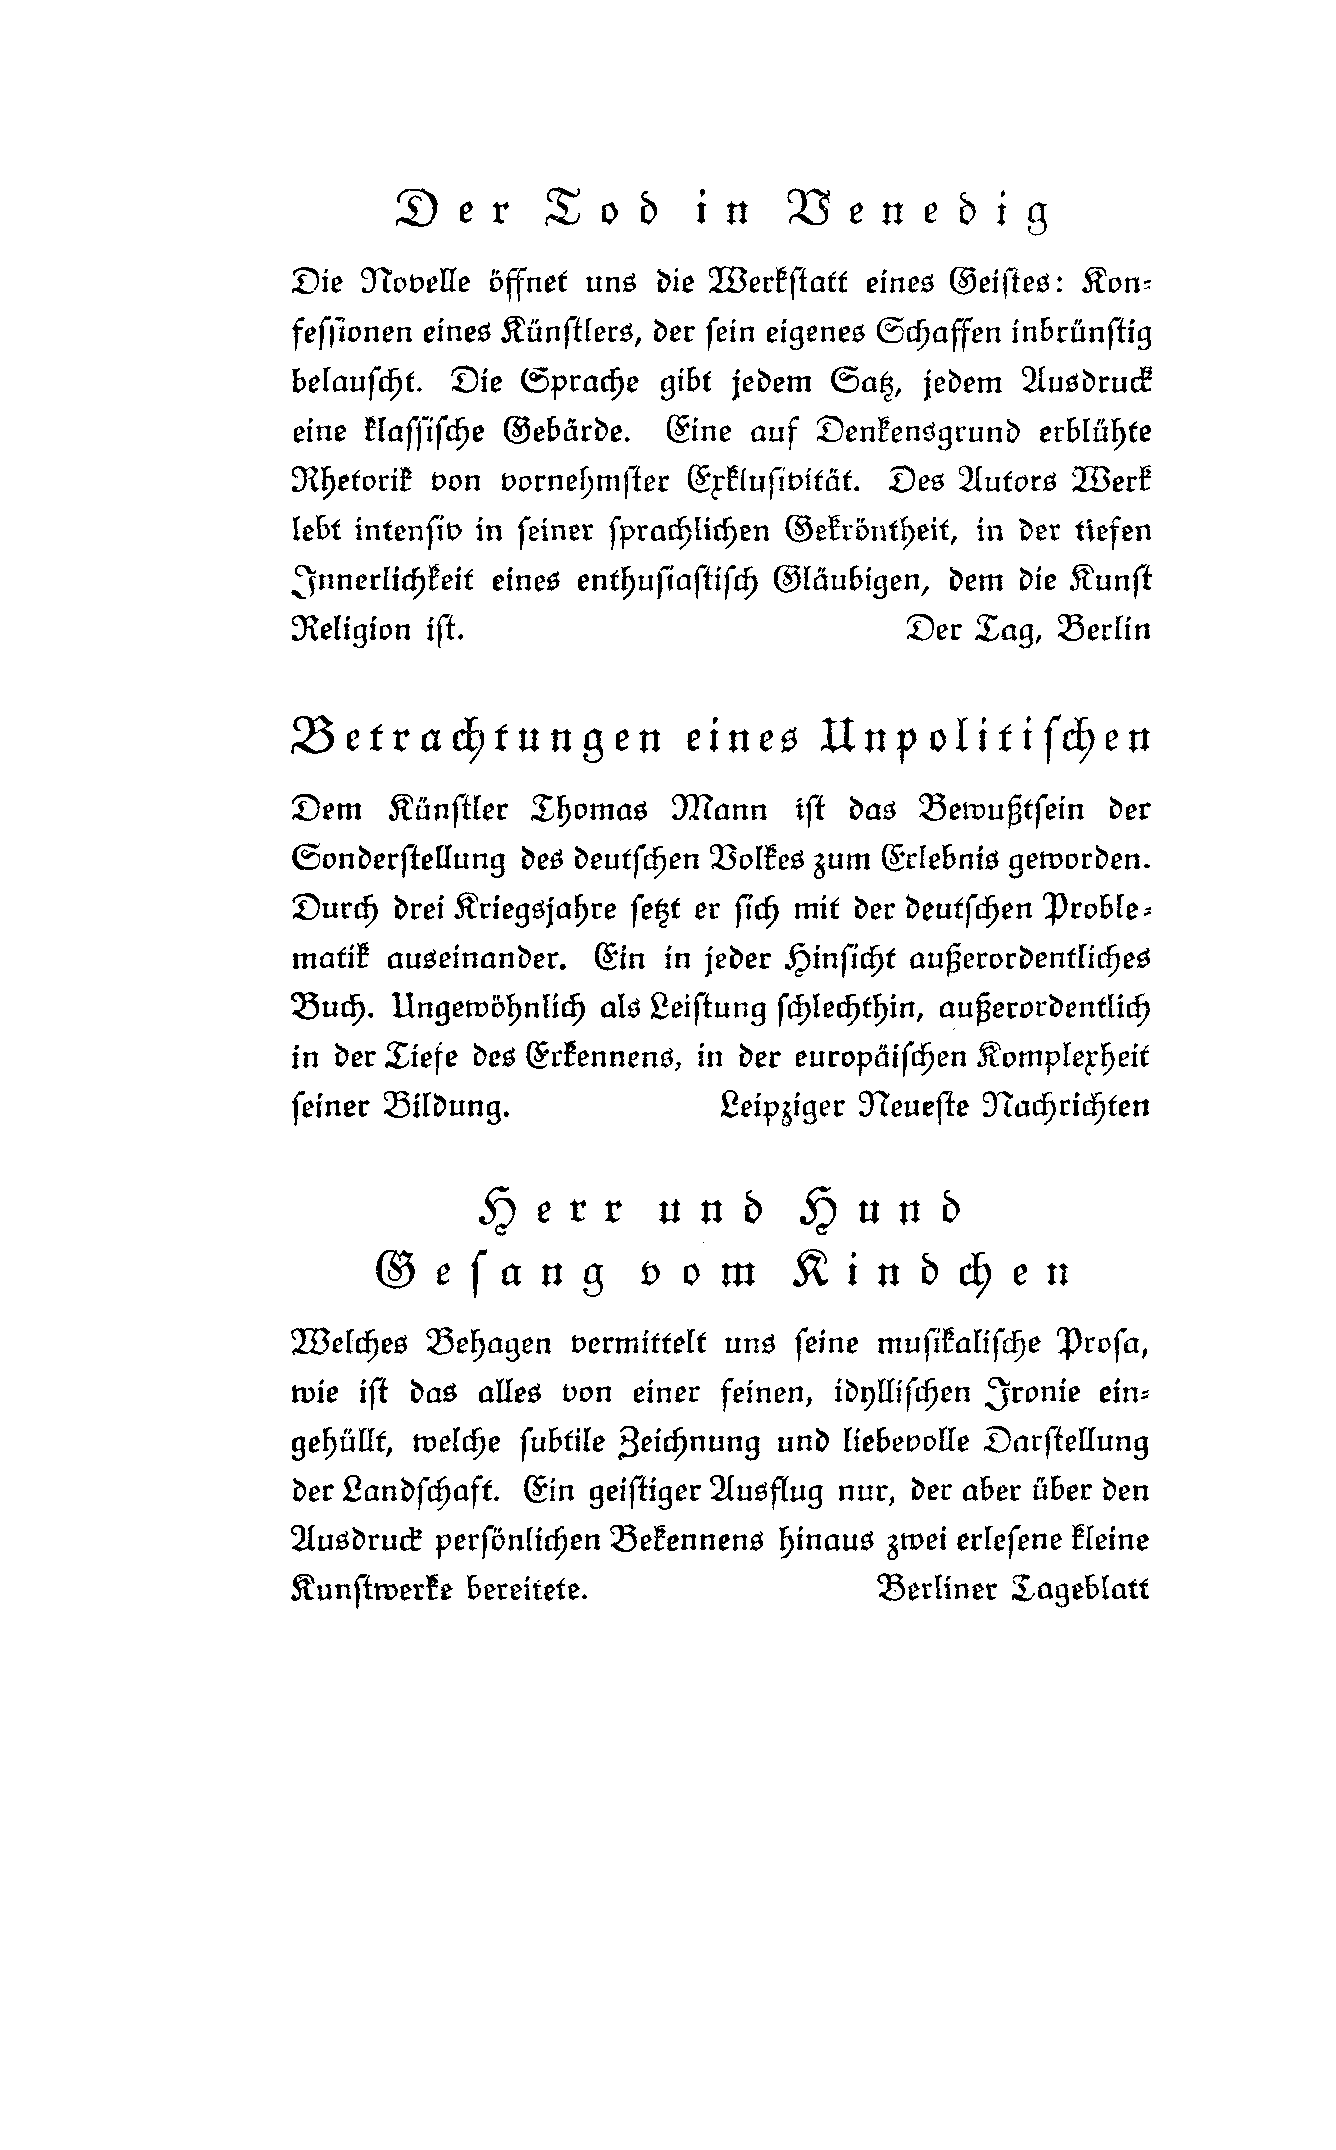 Der Tod in Venedig
Die Novelle öffnet uns die Werkſtatt eines Geiſtes: Kon-
feſſionen eines Künſtlers, der ſein eigenes Schaffen inbrünſtig
belauſcht. Die Sprache gibt jedem Satz, jedem Ausdruck
eine klaſſiſche Gebärde. Eine auf Denkensgrund erblühte
Rhetorik von vornehmſter Exkluſivität. Des Autors Werk
lebt intenſiv in ſeiner ſprachlichen Gekröntheit, in der tiefen
Innerlichkeit eines enthuſiaſtiſch Gläubigen, dem die Kunſt
Religion iſt. Der Tag, Berlin
Betrachtungen eines Unpolitiſchen
Dem Künſtler Thomas Mann iſt das Bewußtſein der
Sonderſtellung des deutſchen Volkes zum Erlebnis geworden.
Durch drei Kriegsjahre ſetzt er ſich mit der deutſchen Proble-
matik auseinander. Ein in jeder Hinſicht außerordentliches
Buch. Ungewöhnlich als Leiſtung ſchlechthin, außerordentlich
in der Tiefe des Erkennens, in der europäiſchen Komplexheit
ſeiner Bildung. Leipziger Neueſte Nachrichten
Herr und Hund
Geſang vom Kindchen
Welches Behagen vermittelt uns ſeine muſikaliſche Proſa,
wie iſt das alles von einer feinen, idylliſchen Ironie ein-
gehüllt, welche ſubtile Zeichnung und liebevolle Darſtellung
der Landſchaft. Ein geiſtiger Ausflug nur, der aber über den
Ausdruck perſönlichen Bekennens hinaus zwei erleſene kleine
Kunſtwerke bereitete. Berliner Tageblatt